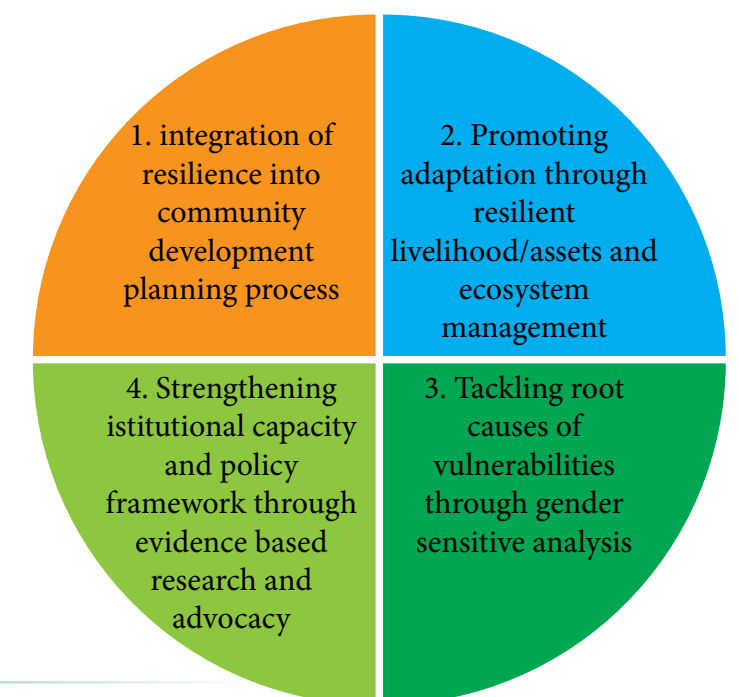 1. integration of
resilience into
community
development
planning process
2. Promoting
adaptation through
resilient
livelihood/assets and
ecosystem
management
3. Tackling root
causes of
vulnerabilities
through gender
sensitive analysis
4. Strengthening
istitutional capacity
and policy
framework through
evidence based
research and
advocacy